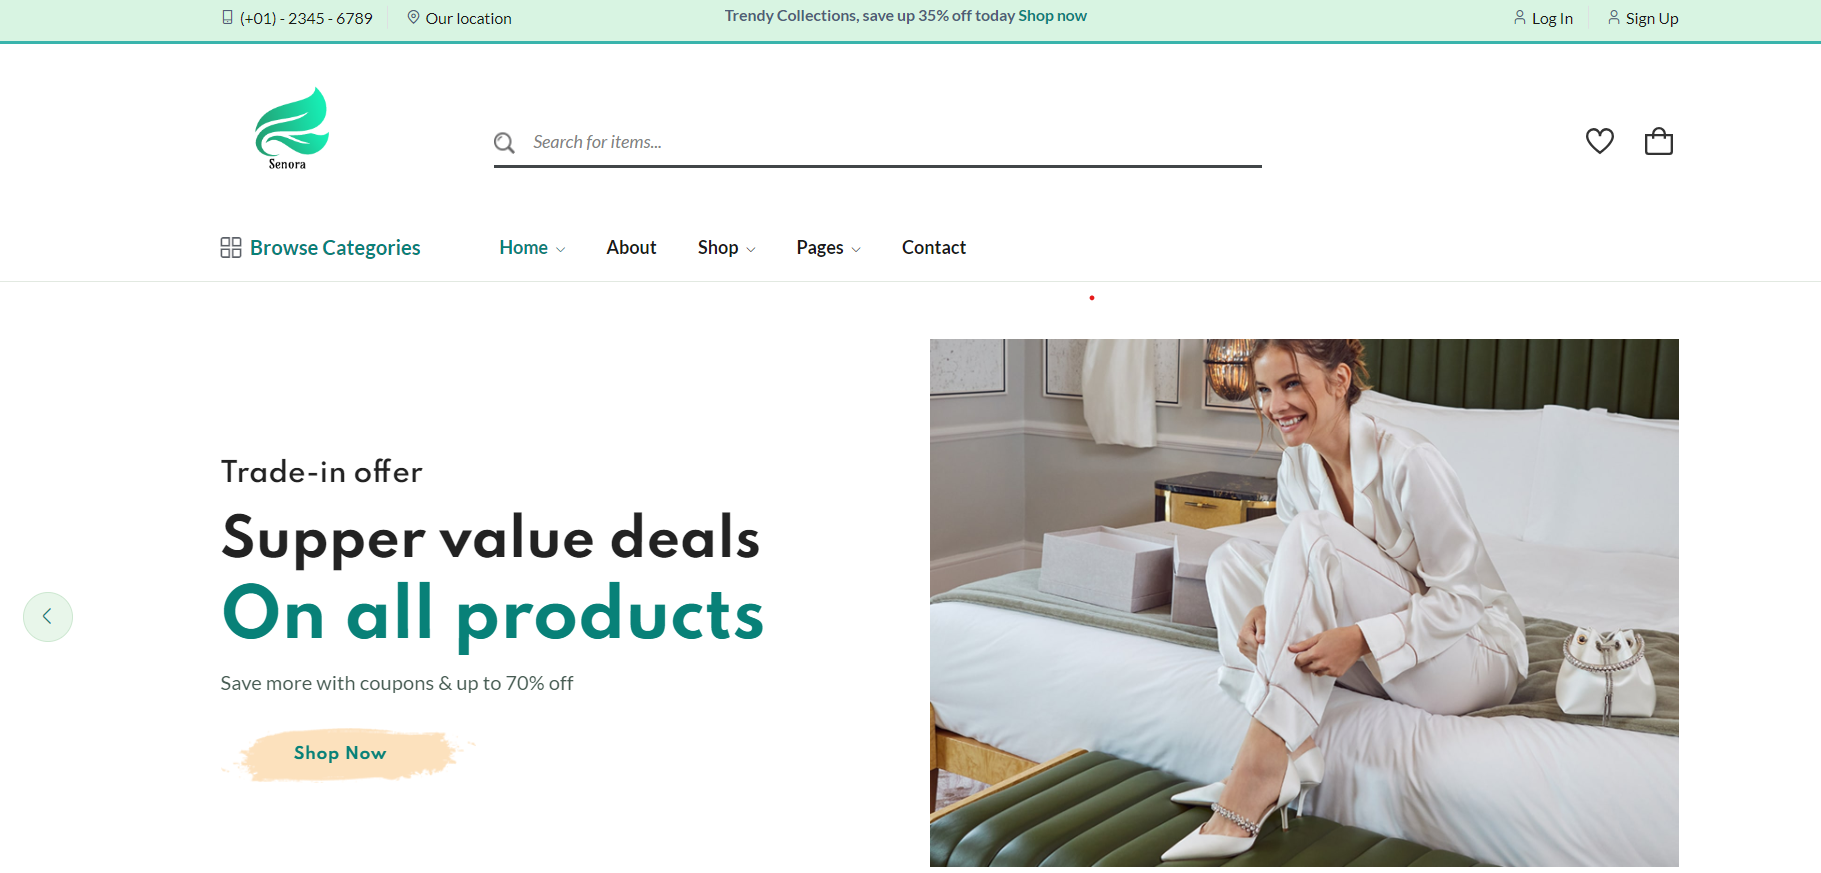 (+01) - 2345 - 6789
Our location
Trendy Collections, save up 35% off today Shop now
Log In
Sign Up
Senora
Search for items...
Browse Categories
Home
About
Shop
Pages
Contact
Trade-in offer
Supper value deals
On all products
Save more with coupons & up to 70% off
Shop Now